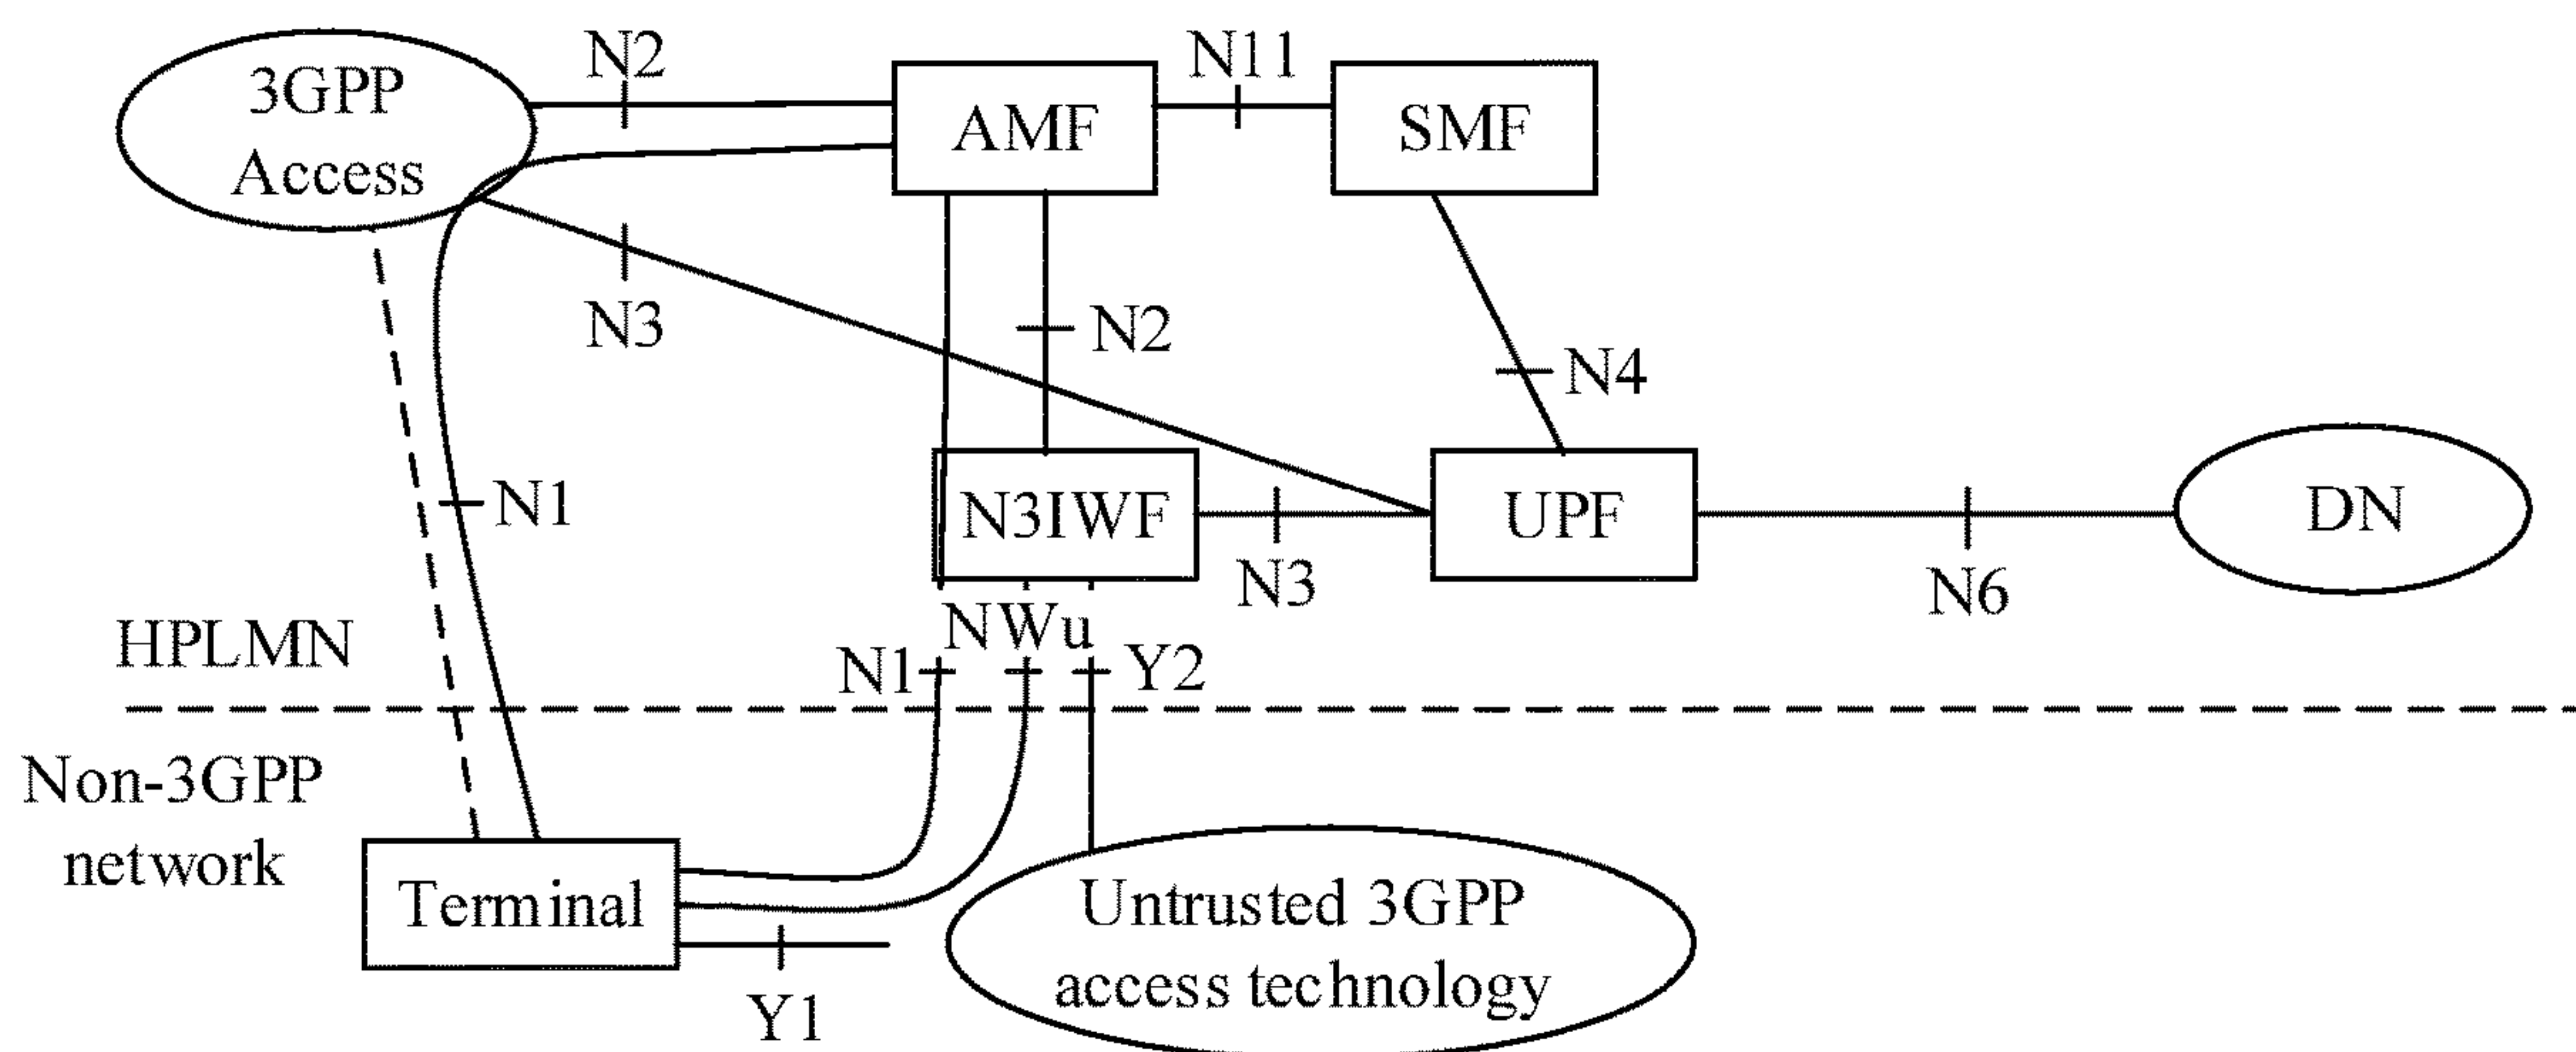 N2
N11
3GPP
Access
AMF
SMF
N3
N2
N4
N1
N3IWF
UPF
DN
N3
N6
HPLMN
NWu
N1
Y2
Non-3GPP
network
Terminal
Untrusted 3GPP
access technology
Y1